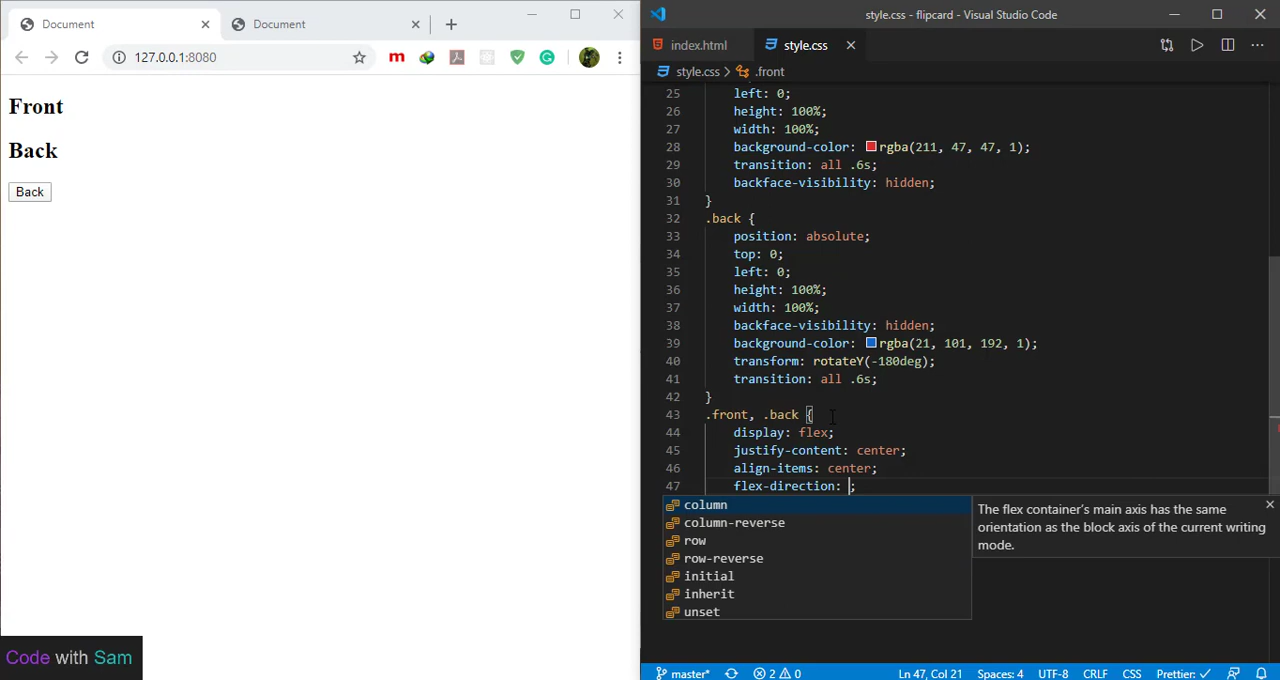 Document
Document
127.0.0.1:8080
m
Front
Back
Back
Code with Sam
style.css - flipcard - Visual Studio Code
index.html
style.css
style.css > .front
25 left: 0;
26 height: 100%;
27 width: 100%;
28 background-color: rgba(211, 47, 47, 1);
29 transition: all .6s;
30 backface-visibility: hidden;
31 }
32 .back {
33 position: absolute;
34 top: 0;
35 left: 0;
36 height: 100%;
37 width: 100%;
38 backface-visibility: hidden;
39 background-color: rgba(21, 101, 192, 1);
40 transform: rotateY(-180deg);
41 transition: all .6s;
42 }
43 .front, .back {
44 display: flex;
45 justify-content: center;
46 align-items: center;
47 flex-direction: ;
column
column-reverse
row
row-reverse
initial
inherit
unset
The flex container's main axis has the same
orientation as the block axis of the current writing
mode.
master* 2 0 Ln 47, Col 21 Spaces: 4 UTF-8 CRLF CSS Prettier: ✓